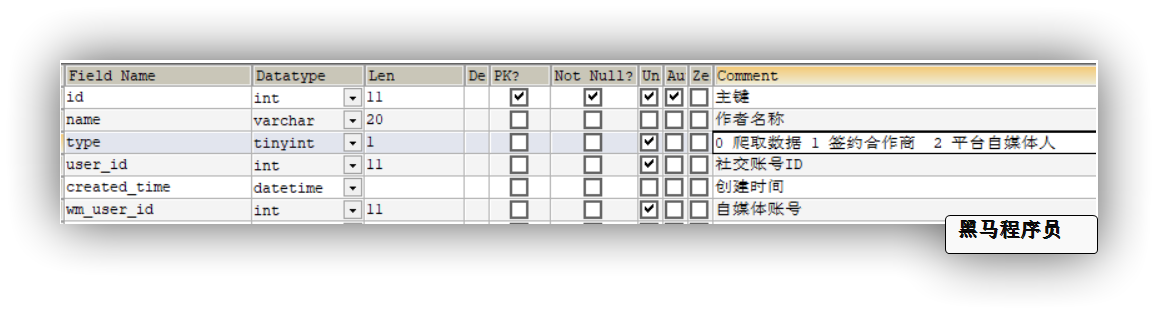 Field Name Datatype Len De PK? Not Null? Un Au Ze Comment
id int 11 主键
name varchar 20 作者名称
type tinyint 1 0 爬取数据 1 签约合作商 2 平台自媒体人
user_id int 11 社交账号ID
created_time datetime 创建时间
wm_user_id int 11 自媒体账号
黑马程序员